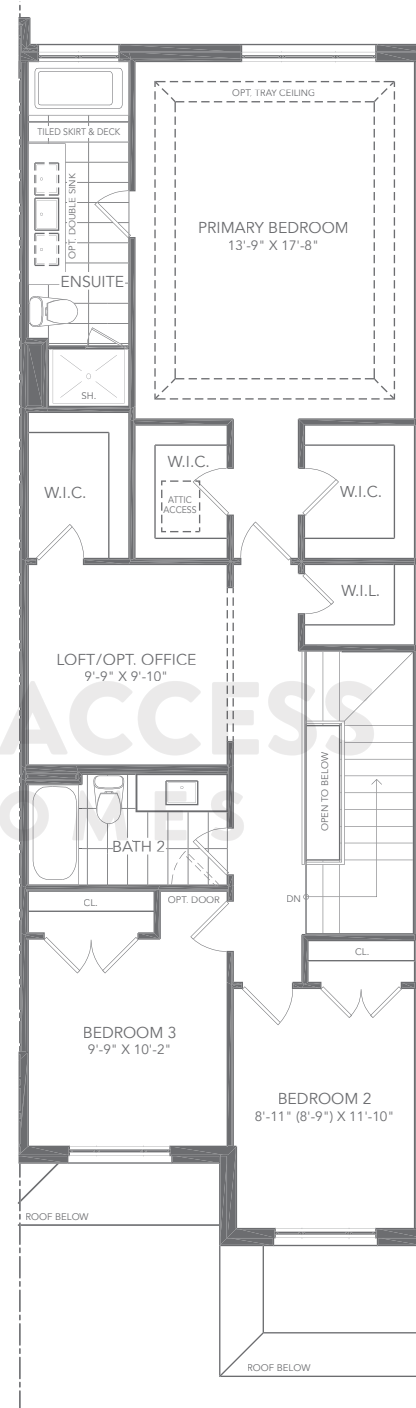 OPT. TRAY CEILING
TILED SKIRT & DECK
OPT. DOUBLE SINK
PRIMARY BEDROOM
13'-9" X 17'-8"
ENSUITE
SH.
W.I.C.
W.I.C.
ATTIC
ACCESS
W.I.C.
W.I.L.
LOFT/OPT. OFFICE
9'-9" X 9'-10"
ACCESS
OPEN TO BELOW
OMES
BATH 2
CL.
OPT. DOOR
DN
CL.
BEDROOM 3
9'-9" X 10'-2"
BEDROOM 2
8'-11" (8'-9") X 11'-10"
ROOF BELOW
ROOF BELOW